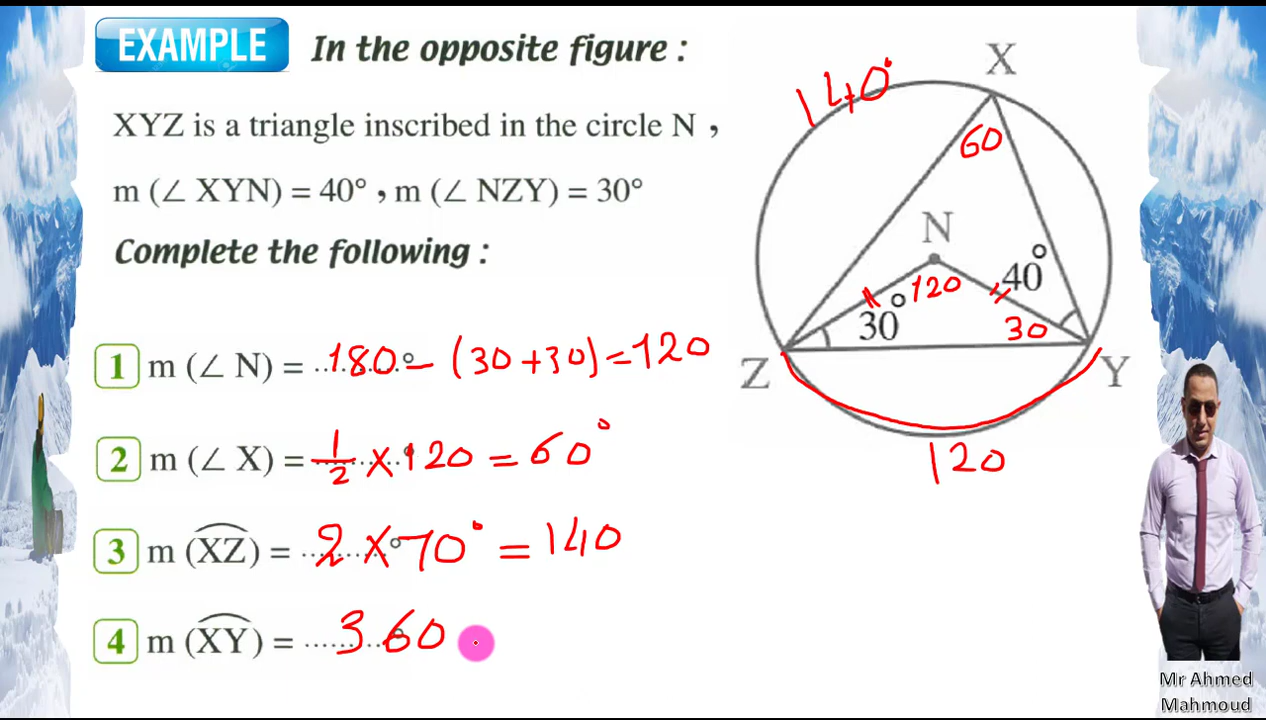 EXAMPLE In the opposite figure :
XYZ is a triangle inscribed in the circle N ,
m (∠ XYN) = 40° , m (∠ NZY) = 30°
Complete the following :
1 m (∠ N) = 180° – (30 + 30) = 120
2 m (∠ X) = 1/2 × 120 = 60°
3 m (XZ) = 2 × 70° = 140
4 m (XY) = 360
140°
X
60
N
120
40°
30°
30
Z
Y
120
Mr Ahmed
Mahmoud